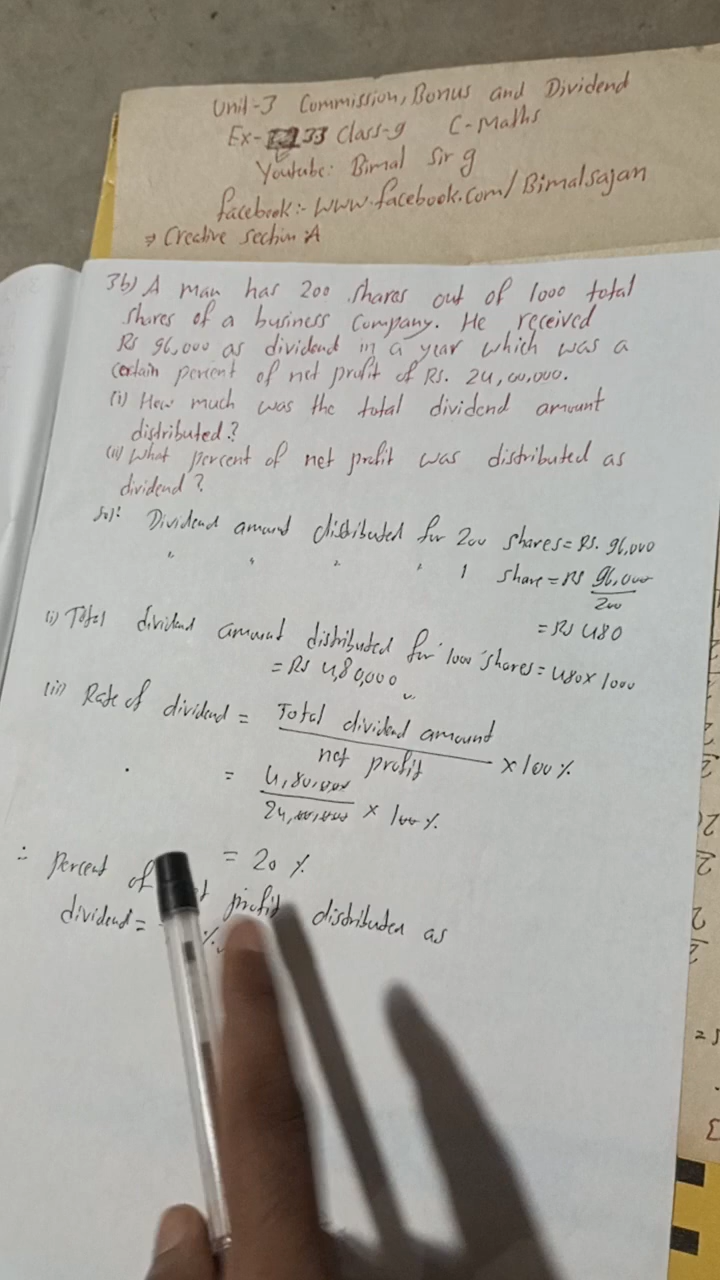 Unit-3 Commission, Bonus and Dividend
Ex- 33 Class-9 C-Maths
Youtube: Bimal Sir g
facebook:- www.facebook.com/Bimalsajan
⇒ Creative section: A
3b) A man has 200 shares out of 1000 total
shares of a business company. He received
Rs 96,000 as dividend in a year which was a
certain percent of net profit of Rs. 24,00,000.
(i) How much was the total dividend amount
distributed?
(ii) What percent of net profit was distributed as
dividend?
Sol: Dividend amount distributed for 200 shares = Rs. 96,000
" " " " 1 share = Rs 96,000
200
= Rs 480
(i) Total dividend amount distributed for 1000 shares = 480 x 1000
= Rs 4,80,000
(ii) Rate of dividend = Total dividend amount
net profit x 100%
= 4,80,000
24,00,000 x 100%
= 20 %
∴ Percent of profit distributed as
dividend = %